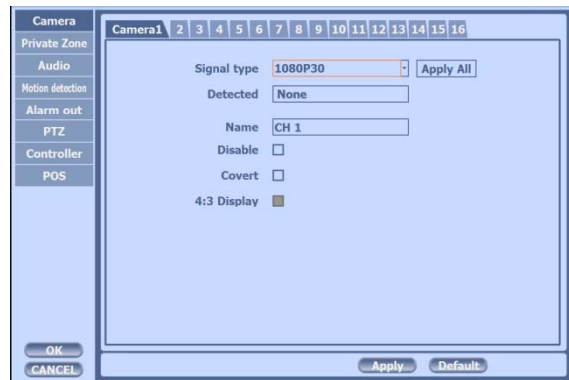 Camera
Private Zone
Audio
Motion detection
Alarm out
PTZ
Controller
POS
OK
CANCEL
Camera1 2 3 4 5 6 7 8 9 10 11 12 13 14 15 16
Signal type 1080P30 Apply All
Detected None
Name CH 1
Disable
Covert
4:3 Display
Apply Default